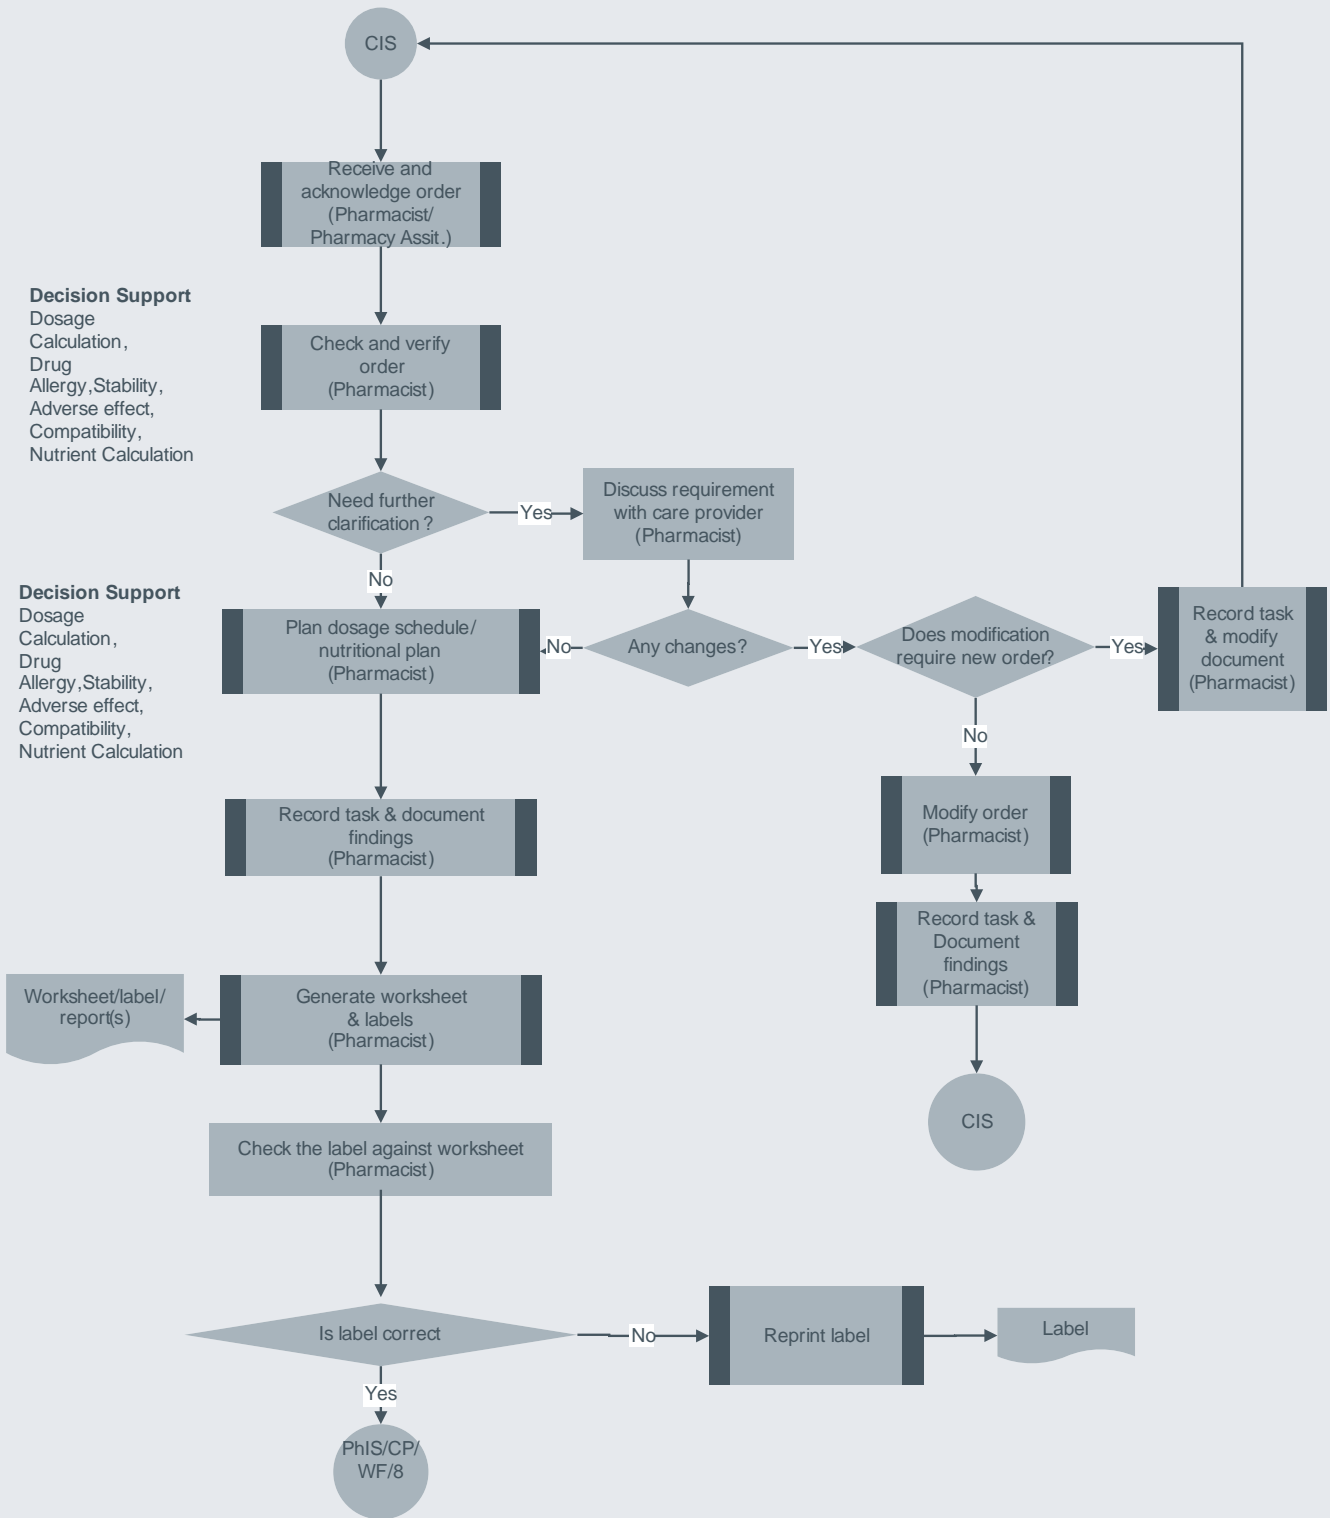 CIS
Receive and
acknowledge order
(Pharmacist/
Pharmacy Assit.)
Decision Support
Dosage
Calculation,
Drug
Allergy,Stability,
Adverse effect,
Compatibility,
Nutrient Calculation
Check and verify
order
(Pharmacist)
Need further
clarification ?
Yes
Discuss requirement
with care provider
(Pharmacist)
No
Decision Support
Dosage
Calculation,
Drug
Allergy,Stability,
Adverse effect,
Compatibility,
Nutrient Calculation
Plan dosage schedule/
nutritional plan
(Pharmacist)
No
Any changes?
Yes
Does modification
require new order?
Yes
Record task
& modify
document
(Pharmacist)
No
Modify order
(Pharmacist)
Record task & document
findings
(Pharmacist)
Record task &
Document
findings
(Pharmacist)
Worksheet/label/
report(s)
Generate worksheet
& labels
(Pharmacist)
CIS
Check the label against worksheet
(Pharmacist)
Is label correct
No
Reprint label
Label
Yes
PhIS/CP/
WF/8